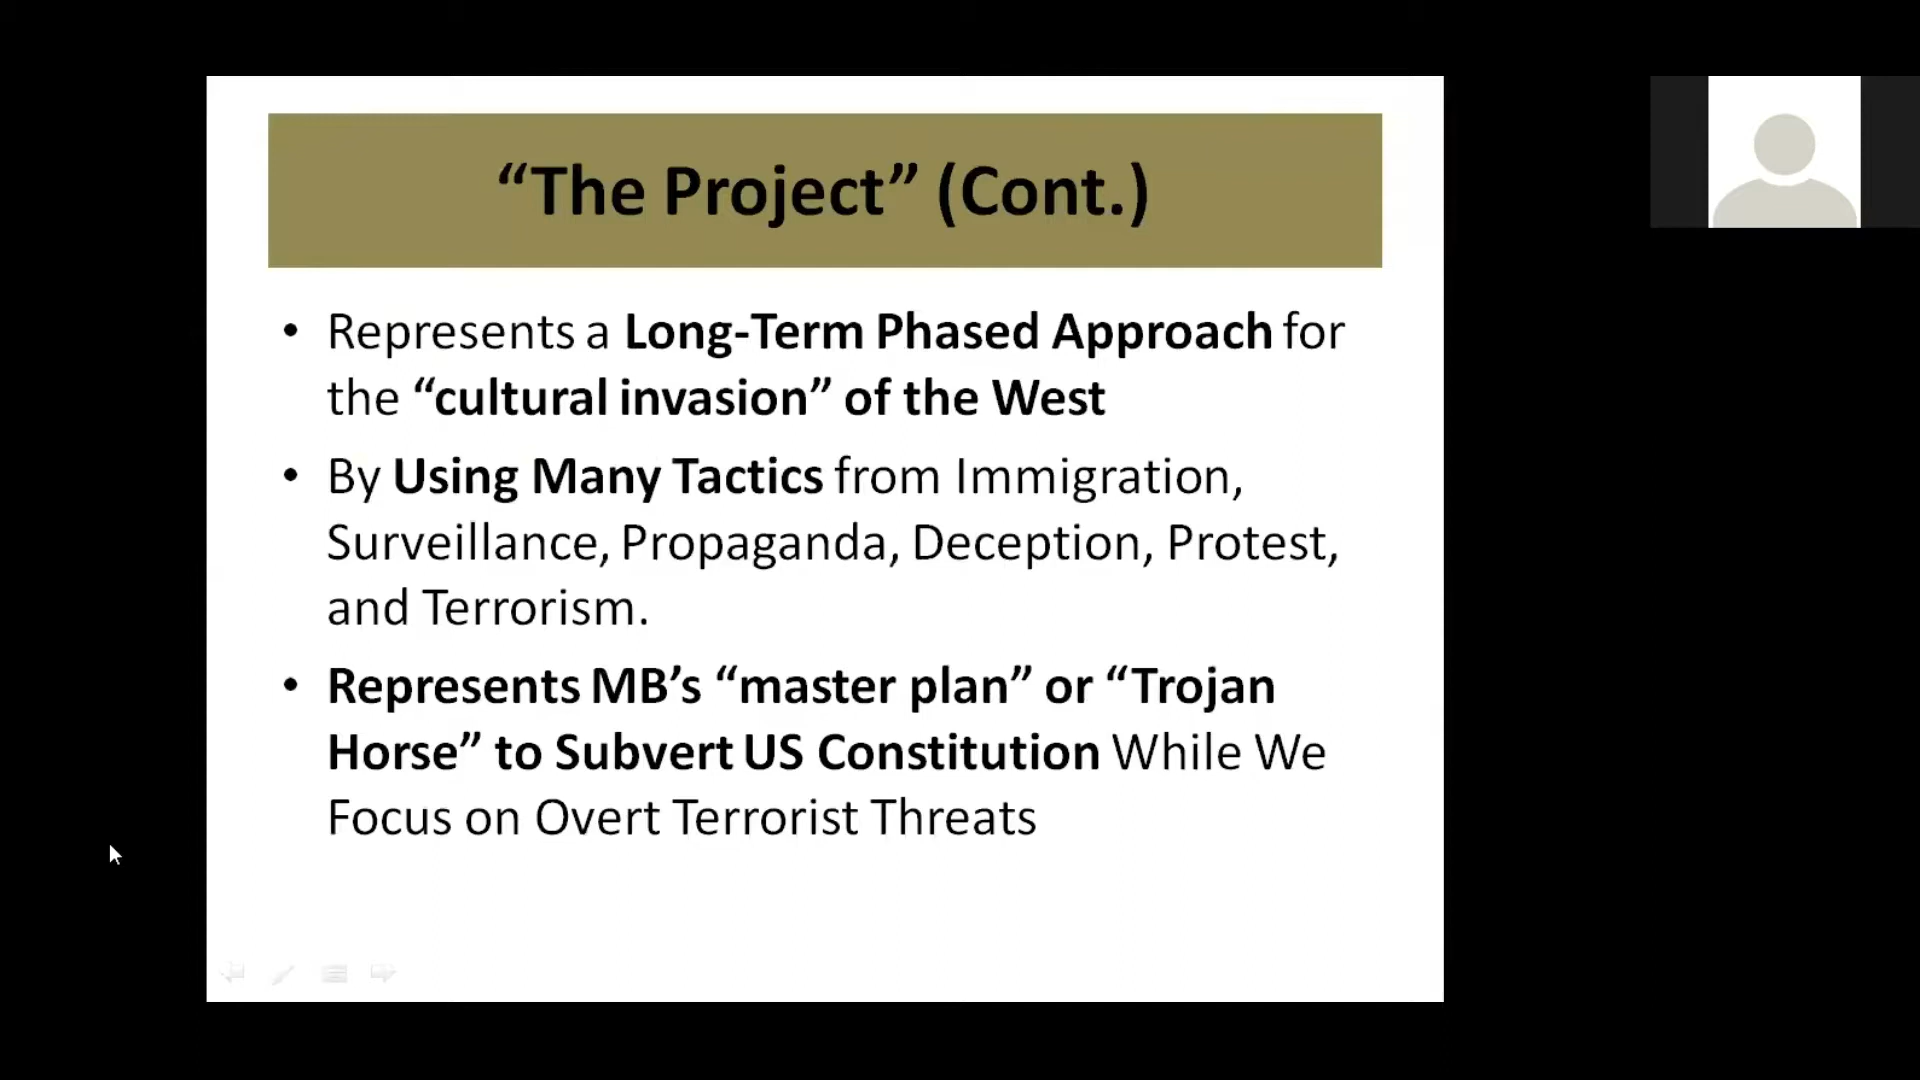 “The Project” (Cont.)
• Represents a Long-Term Phased Approach for
the “cultural invasion” of the West
• By Using Many Tactics from Immigration,
Surveillance, Propaganda, Deception, Protest,
and Terrorism.
• Represents MB’s “master plan” or “Trojan
Horse” to Subvert US Constitution While We
Focus on Overt Terrorist Threats